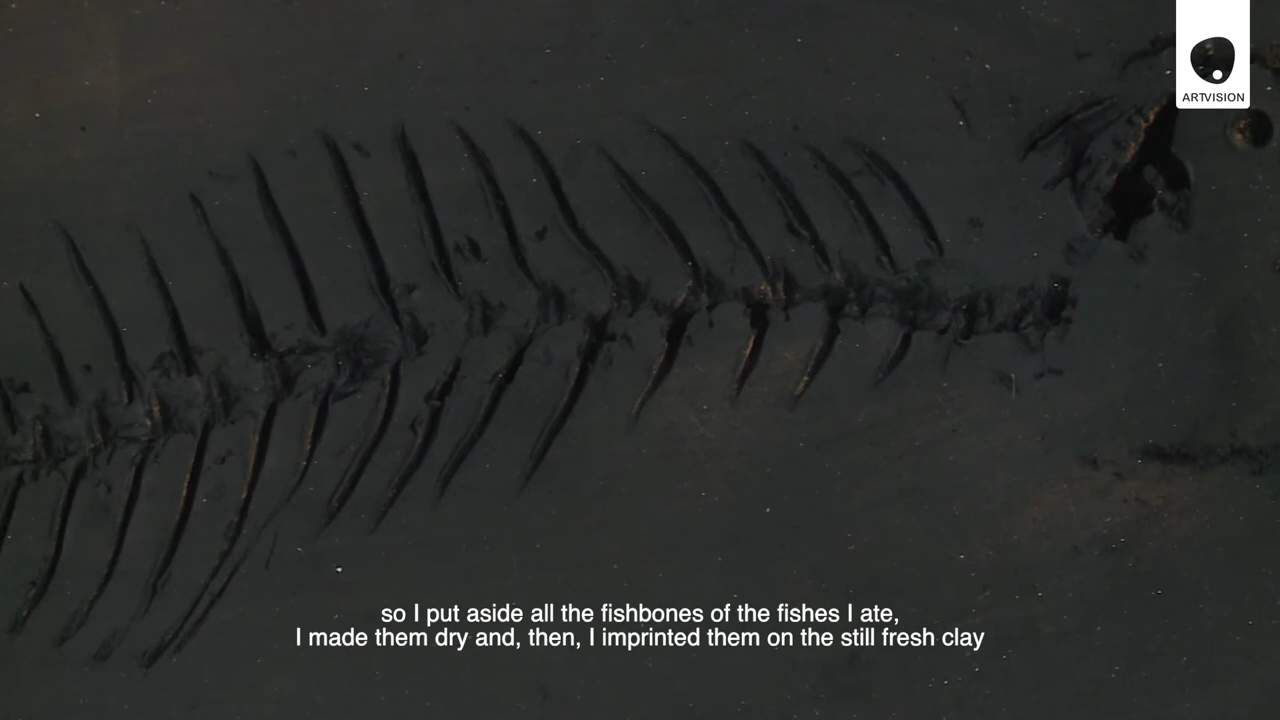 ARTVISION
so I put aside all the fishbones of the fishes I ate,
I made them dry and, then, I imprinted them on the still fresh clay